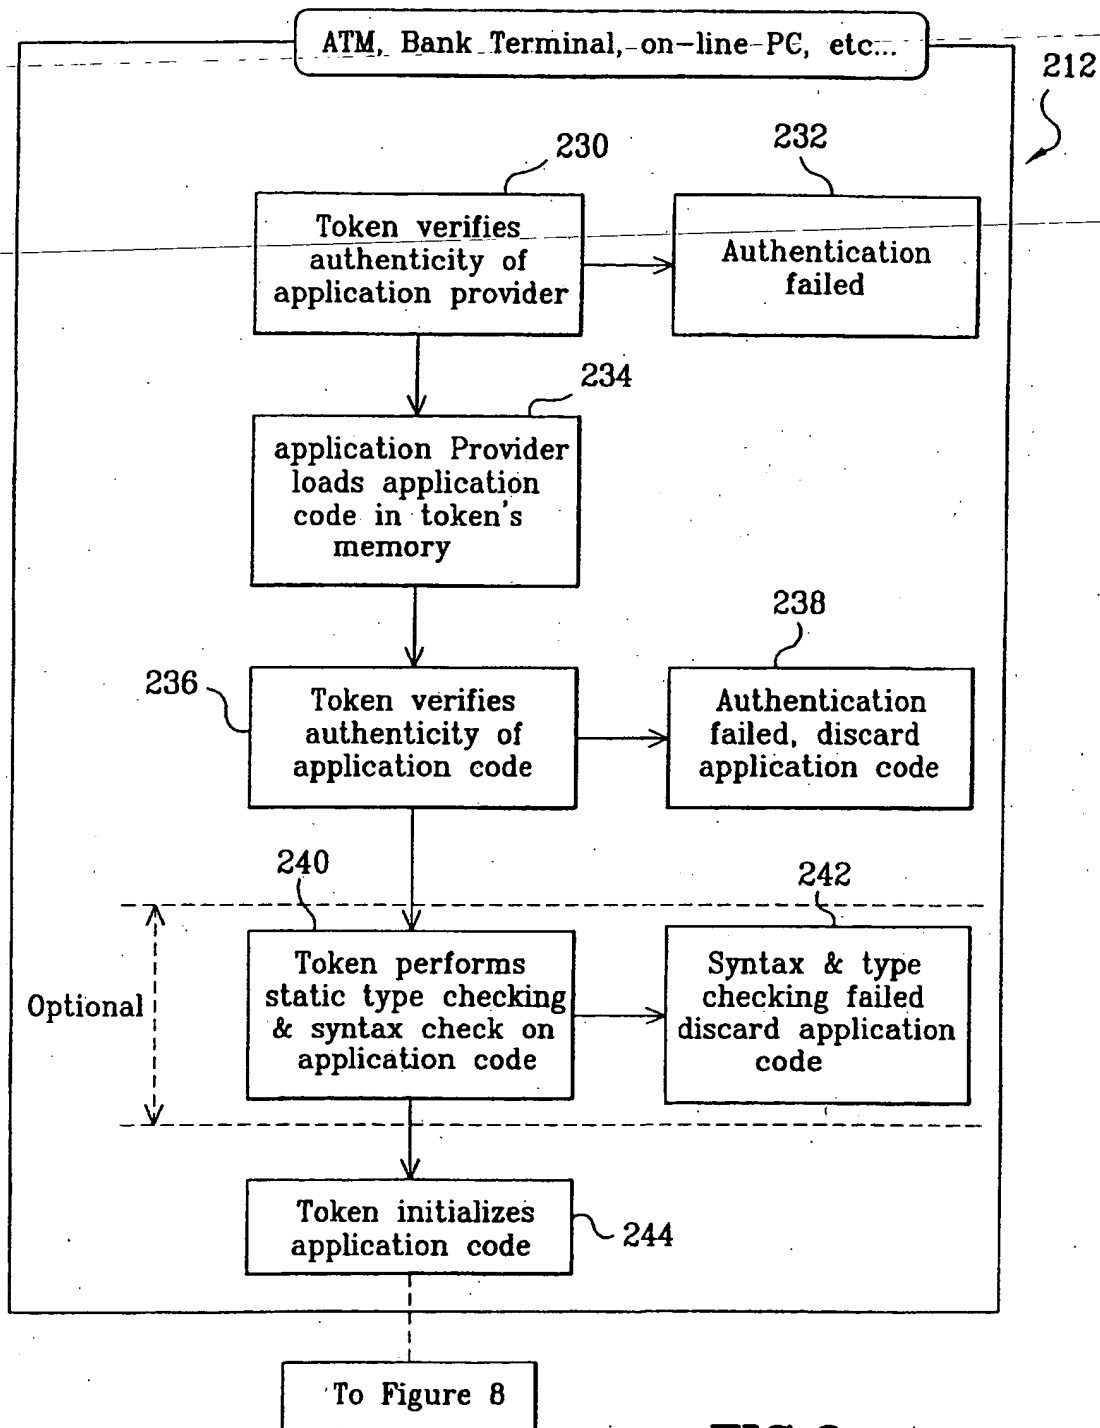 ATM, Bank Terminal, on-line PC, etc...
212
230
232
Token verifies
authenticity of
application provider
Authentication
failed
234
application Provider
loads application
code in token's
memory
238
236
Token verifies
authenticity of
application code
Authentication
failed, discard
application code
240
242
Optional
Token performs
static type checking
& syntax check on
application code
Syntax & type
checking failed
discard application
code
Token initializes
application code
244
To Figure 8